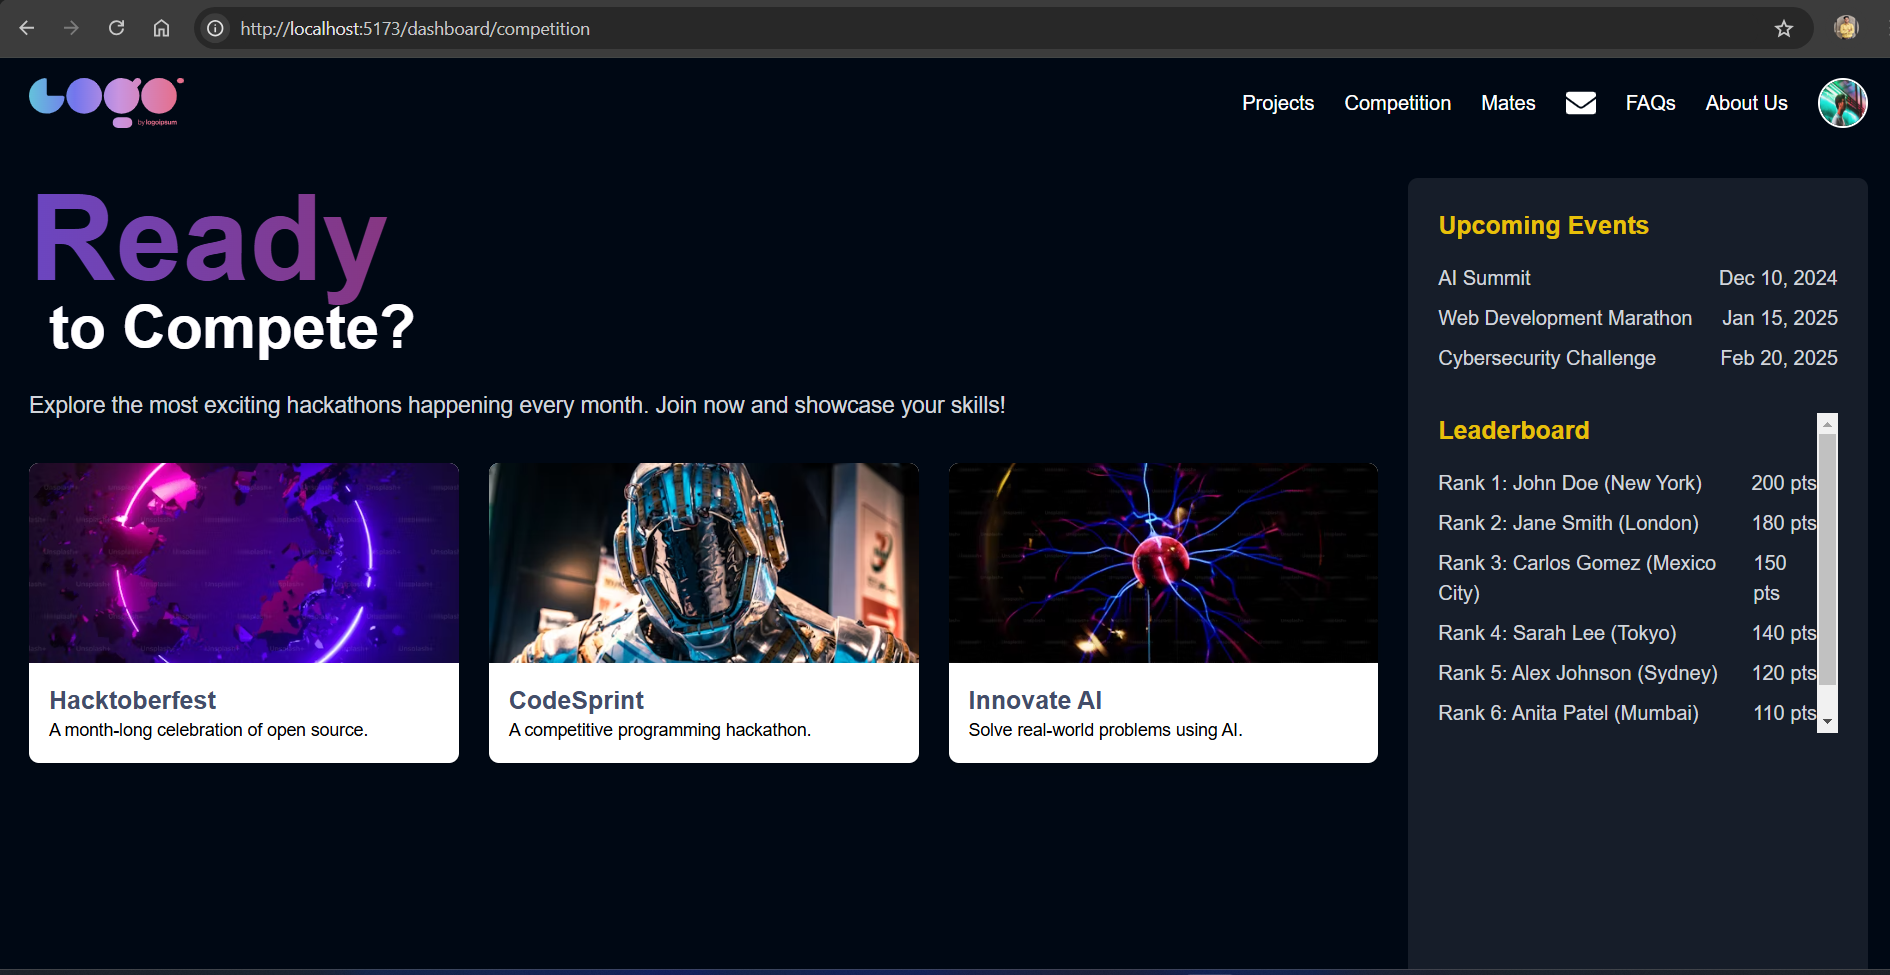 http://localhost:5173/dashboard/competition
Logo
by logoipsum
Projects
Competition
Mates
FAQs
About Us
Ready
to Compete?
Explore the most exciting hackathons happening every month. Join now and showcase your skills!
Hacktoberfest
A month-long celebration of open source.
CodeSprint
A competitive programming hackathon.
Innovate AI
Solve real-world problems using AI.
Upcoming Events
AI Summit Dec 10, 2024
Web Development Marathon Jan 15, 2025
Cybersecurity Challenge Feb 20, 2025
Leaderboard
Rank 1: John Doe (New York) 200 pts
Rank 2: Jane Smith (London) 180 pts
Rank 3: Carlos Gomez (Mexico 150
City) pts
Rank 4: Sarah Lee (Tokyo) 140 pts
Rank 5: Alex Johnson (Sydney) 120 pts
Rank 6: Anita Patel (Mumbai) 110 pts